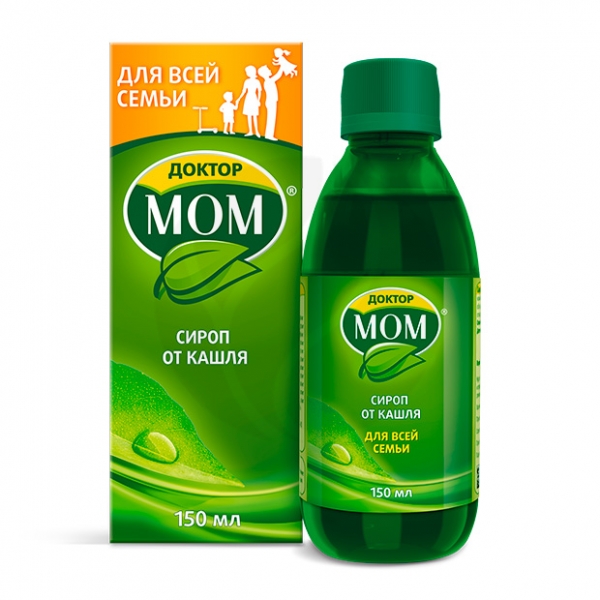 ДЛЯ ВСЕЙ
СЕМЬИ
ДОКТОР
МОМ®
СИРОП
ОТ КАШЛЯ
150 мл
ДОКТОР
МОМ®
СИРОП
ОТ КАШЛЯ
ДЛЯ ВСЕЙ
СЕМЬИ
150 мл